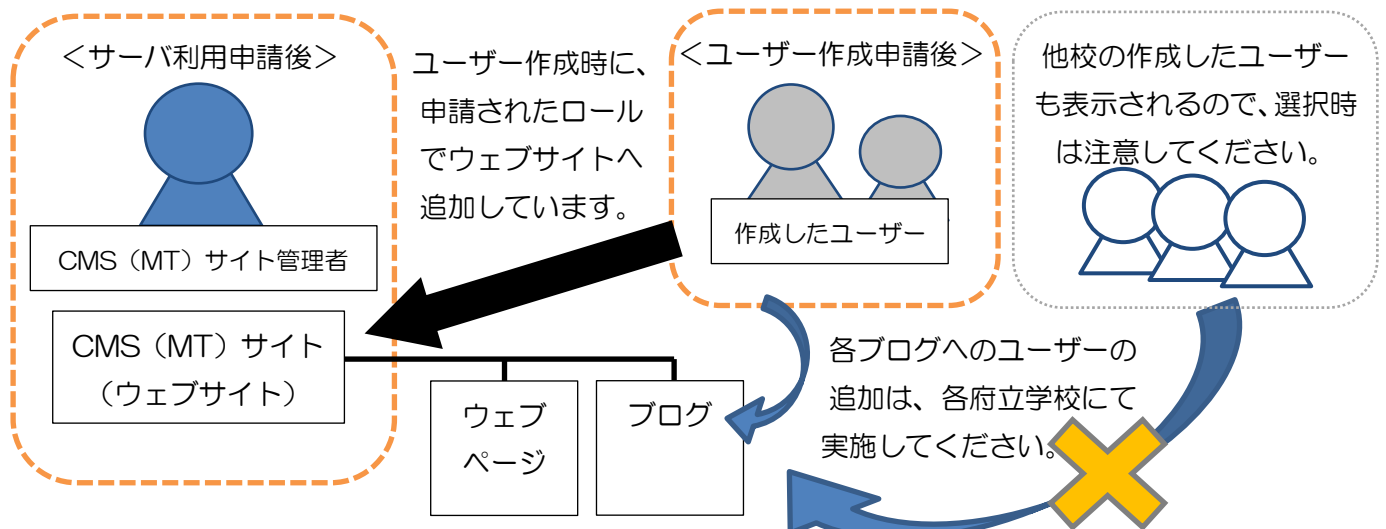 <サーバ利用申請後>
CMS（MT）サイト管理者
CMS（MT）サイト
（ウェブサイト）
ユーザー作成時に、
申請されたロール
でウェブサイトへ
追加しています。
<ユーザー作成申請後>
作成したユーザー
他校の作成したユーザー
も表示されるので、選択時
は注意してください。
ウェブ
ページ
ブログ
各ブログへのユーザーの
追加は、各府立学校にて
実施してください。